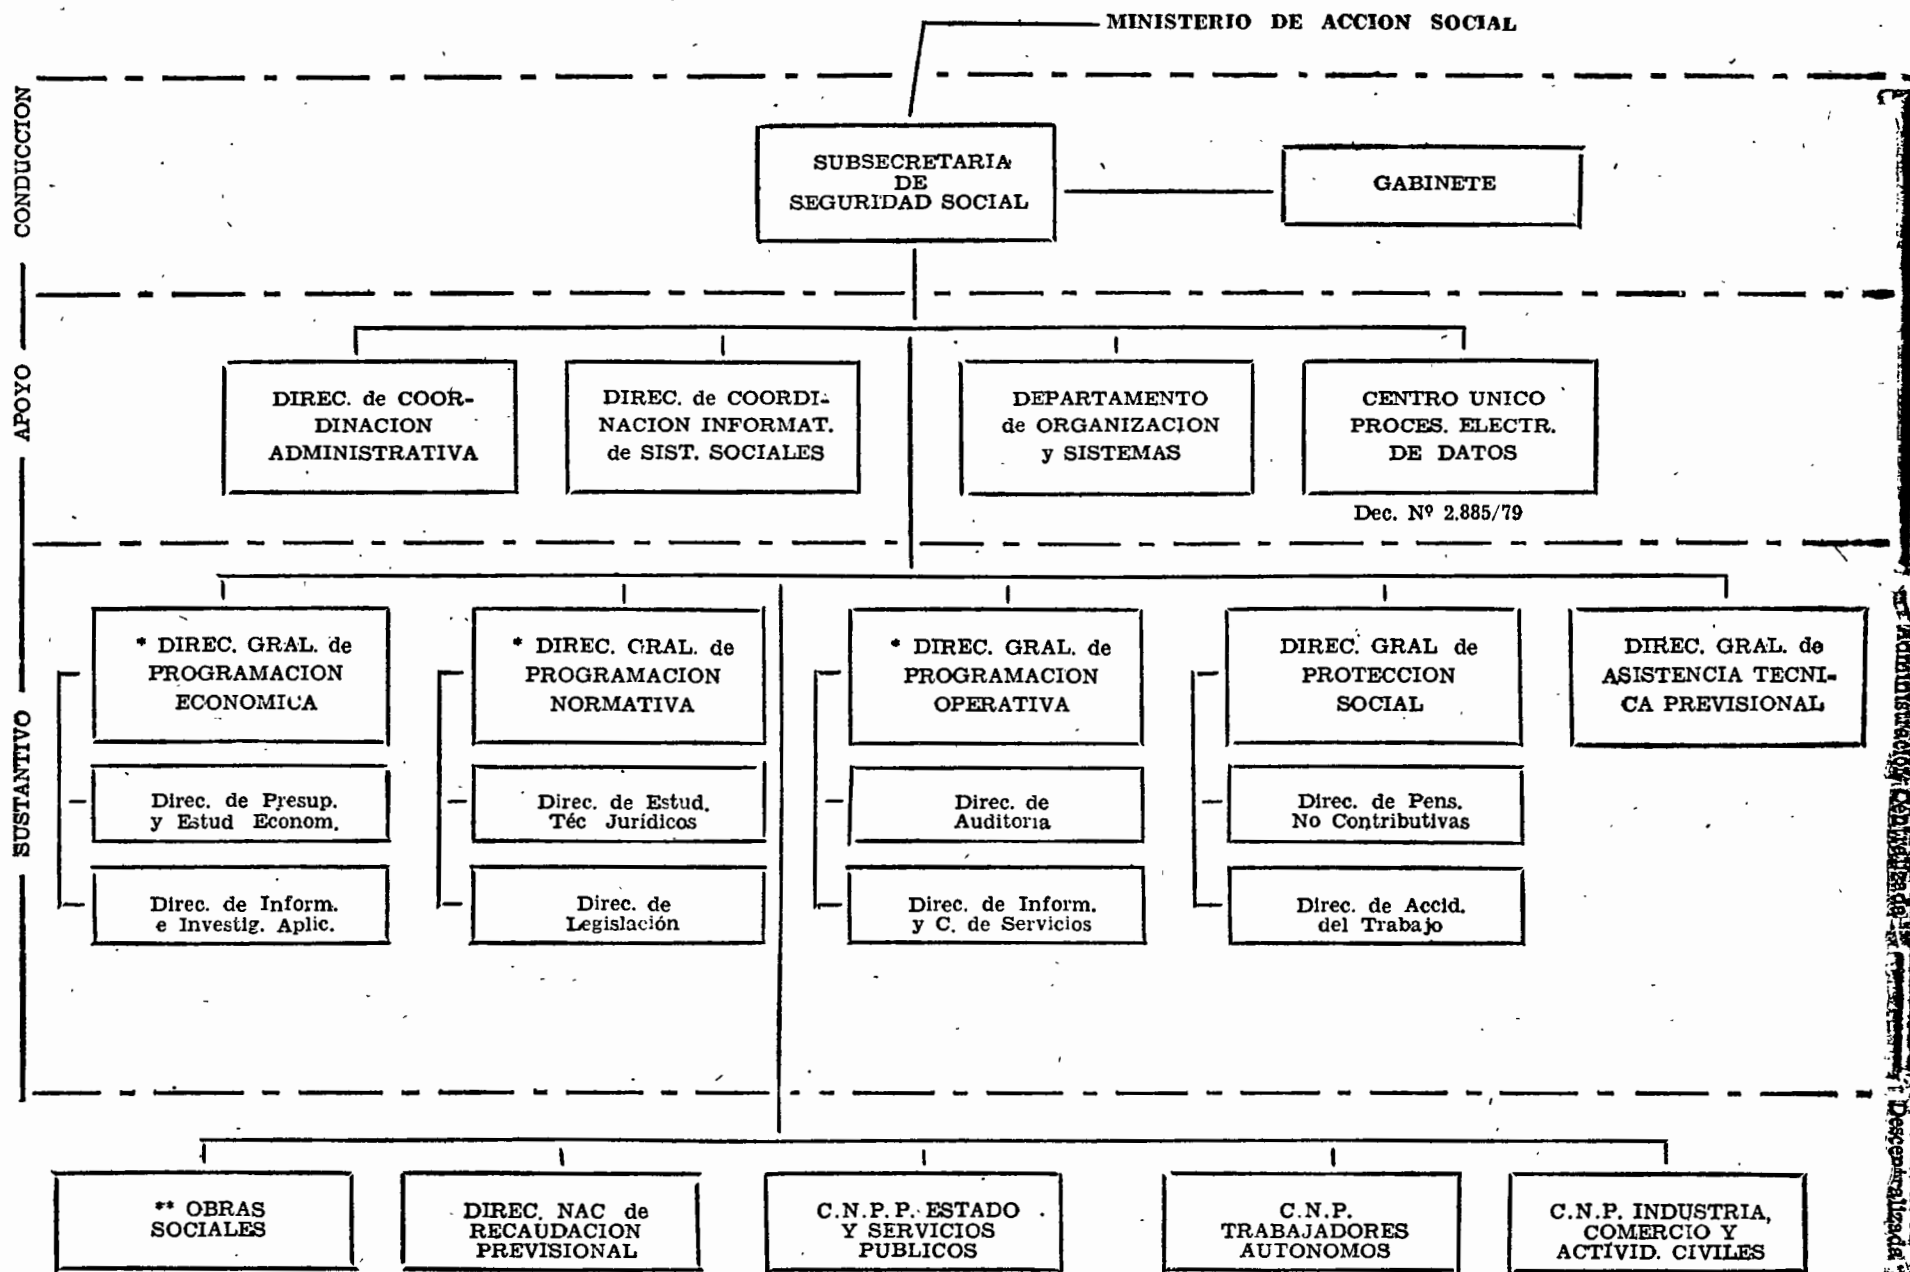 MINISTERIO DE ACCION SOCIAL
CONDUCCION
SUBSECRETARIA
DE
SEGURIDAD SOCIAL
GABINETE
APOYO
DIREC. de COOR-
DINACION
ADMINISTRATIVA
DIREC. de COORDI-
NACION INFORMAT.
de SIST. SOCIALES
DEPARTAMENTO
de ORGANIZACION
y SISTEMAS
CENTRO UNICO
PROCES. ELECTR.
DE DATOS
Dec. Nº 2.885/79
SUSTANTIVO
* DIREC. GRAL. de
PROGRAMACION
ECONOMICA
* DIREC. GRAL. de
PROGRAMACION
NORMATIVA
* DIREC. GRAL. de
PROGRAMACION
OPERATIVA
DIREC. GRAL de
PROTECCION
SOCIAL
DIREC. GRAL. de
ASISTENCIA TECNI-
CA PREVISIONAL
Direc. de Presup.
y Estud Econom.
Direc. de Estud.
Téc Jurídicos
Direc. de
Auditoria
Direc. de Pens.
No Contributivas
Direc. de Inform.
e Investig. Aplic.
Direc. de
Legislación
Direc. de Inform.
y C. de Servicios
Direc. de Accid.
del Trabajo
** OBRAS
SOCIALES
DIREC. NAC de
RECAUDACION
PREVISIONAL
C.N.P.P. ESTADO
Y SERVICIOS
PUBLICOS
C.N.P.
TRABAJADORES
AUTONOMOS
C.N.P. INDUSTRIA,
COMERCIO Y
ACTIVID. CIVILES
Descentralizada